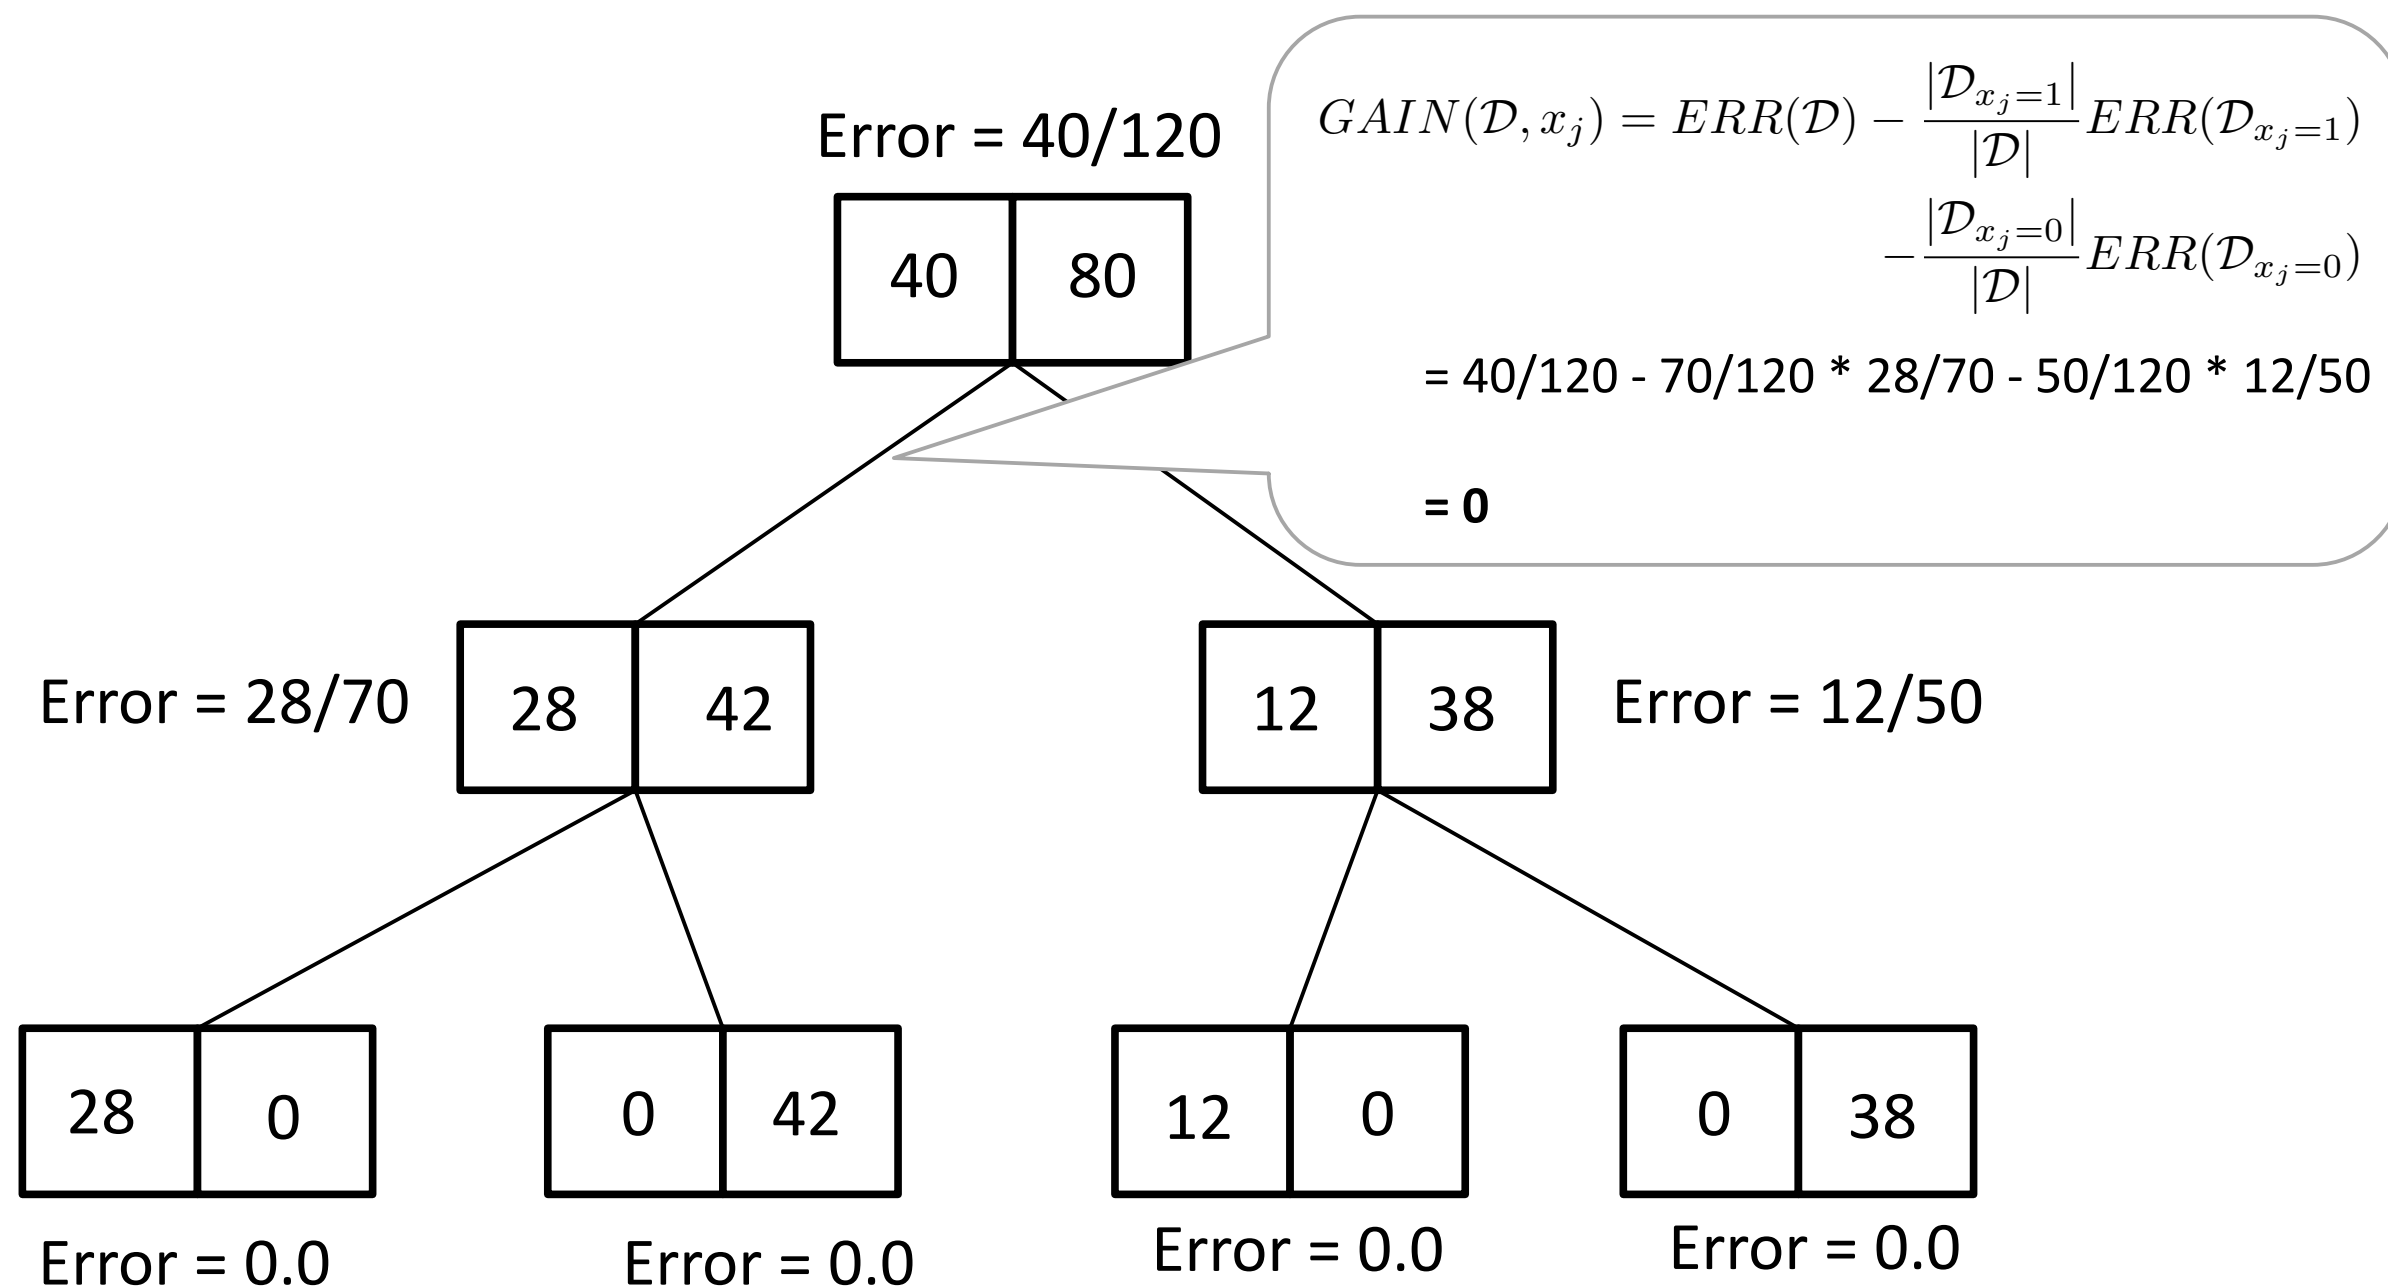 Error = 40/120
40 80
GAIN(𝒟, x_j) = ERR(𝒟) − |𝒟_{x_j=1}|/|𝒟| ERR(𝒟_{x_j=1})
− |𝒟_{x_j=0}|/|𝒟| ERR(𝒟_{x_j=0})
= 40/120 - 70/120 * 28/70 - 50/120 * 12/50
= 0
Error = 28/70
28 42
12 38
Error = 12/50
28 0
0 42
12 0
0 38
Error = 0.0
Error = 0.0
Error = 0.0
Error = 0.0